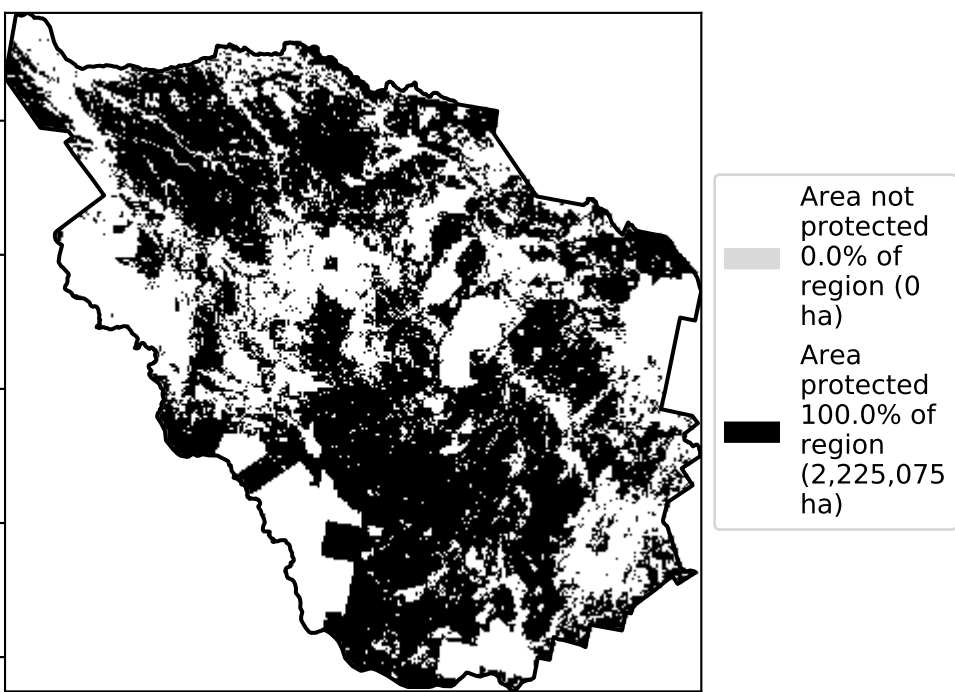 Area not
protected
0.0% of
region (0
ha)
Area
protected
100.0% of
region
(2,225,075
ha)